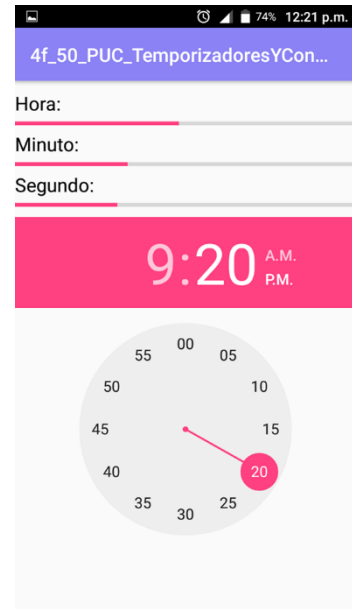 74% 12:21 p.m.
4f_50_PUC_TemporizadoresYCon...
Hora:
Minuto:
Segundo:
9:20 A.M.
P.M.
00
55 05
50 10
45 15
40 20
35 25
30